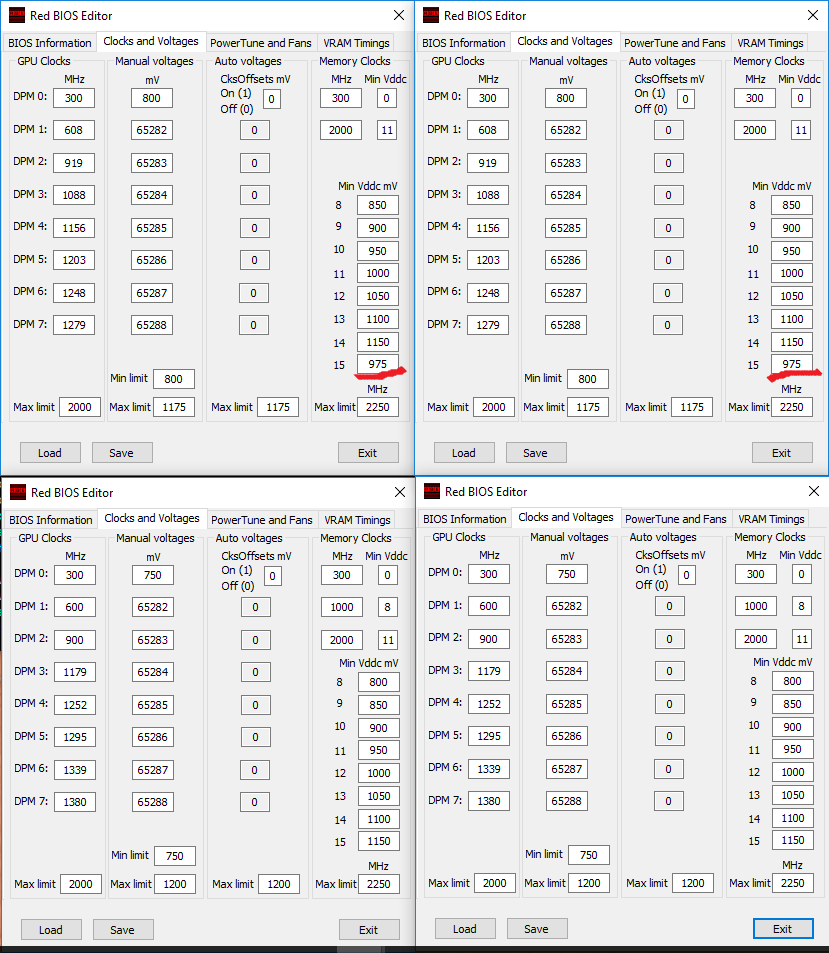 Red BIOS Editor
BIOS Information Clocks and Voltages PowerTune and Fans VRAM Timings
GPU Clocks Manual voltages Auto voltages Memory Clocks
MHz mV CksOffsets mV MHz Min Vddc
DPM 0: 300 800 On (1) 0 300 0
Off (0)
DPM 1: 608 65282 0 2000 11
DPM 2: 919 65283 0
Min Vddc mV
DPM 3: 1088 65284 0
8 850
DPM 4: 1156 65285 0
9 900
10 950
DPM 5: 1203 65286 0
11 1000
DPM 6: 1248 65287 0
12 1050
DPM 7: 1279 65288 0
13 1100
14 1150
15 975
Min limit 800
MHz
Max limit 2000 Max limit 1175 Max limit 1175 Max limit 2250
Load Save Exit
Red BIOS Editor
BIOS Information Clocks and Voltages PowerTune and Fans VRAM Timings
GPU Clocks Manual voltages Auto voltages Memory Clocks
MHz mV CksOffsets mV MHz Min Vddc
DPM 0: 300 800 On (1) 0 300 0
Off (0)
DPM 1: 608 65282 0 2000 11
DPM 2: 919 65283 0
Min Vddc mV
DPM 3: 1088 65284 0
8 850
DPM 4: 1156 65285 0
9 900
10 950
DPM 5: 1203 65286 0
11 1000
DPM 6: 1248 65287 0
12 1050
DPM 7: 1279 65288 0
13 1100
14 1150
15 975
Min limit 800
MHz
Max limit 2000 Max limit 1175 Max limit 1175 Max limit 2250
Load Save Exit
Red BIOS Editor
BIOS Information Clocks and Voltages PowerTune and Fans VRAM Timings
GPU Clocks Manual voltages Auto voltages Memory Clocks
MHz mV CksOffsets mV MHz Min Vddc
DPM 0: 300 750 On (1) 0 300 0
Off (0)
DPM 1: 600 65282 0 1000 8
DPM 2: 900 65283 0 2000 11
Min Vddc mV
DPM 3: 1179 65284 0
8 800
DPM 4: 1252 65285 0
9 850
10 900
DPM 5: 1295 65286 0
11 950
DPM 6: 1339 65287 0
12 1000
DPM 7: 1380 65288 0
13 1050
14 1100
15 1150
Min limit 750
MHz
Max limit 2000 Max limit 1200 Max limit 1200 Max limit 2250
Load Save Exit
Red BIOS Editor
BIOS Information Clocks and Voltages PowerTune and Fans VRAM Timings
GPU Clocks Manual voltages Auto voltages Memory Clocks
MHz mV CksOffsets mV MHz Min Vddc
DPM 0: 300 750 On (1) 0 300 0
Off (0)
DPM 1: 600 65282 0 1000 8
DPM 2: 900 65283 0 2000 11
Min Vddc mV
DPM 3: 1179 65284 0
8 800
DPM 4: 1252 65285 0
9 850
10 900
DPM 5: 1295 65286 0
11 950
DPM 6: 1339 65287 0
12 1000
DPM 7: 1380 65288 0
13 1050
14 1100
15 1150
Min limit 750
MHz
Max limit 2000 Max limit 1200 Max limit 1200 Max limit 2250
Load Save Exit